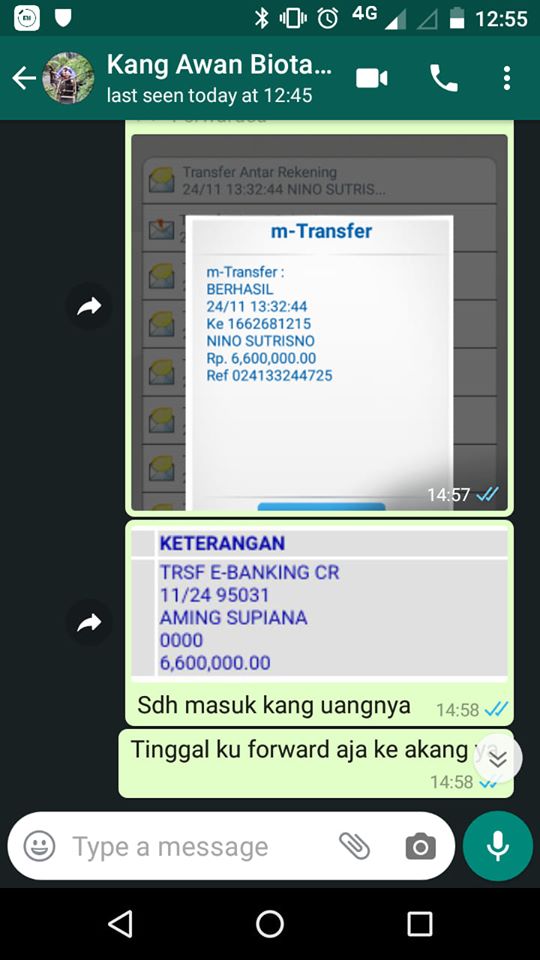 4G
12:55
Kang Awan Biota...
last seen today at 12:45
Forwarded
Transfer Antar Rekening
24/11 13:32:44 NINO SUTRIS...
m-Transfer
m-Transfer :
BERHASIL
24/11 13:32:44
Ke 1662681215
NINO SUTRISNO
Rp. 6,600,000.00
Ref 024133244725
14:57
KETERANGAN
TRSF E-BANKING CR
11/24 95031
AMING SUPIANA
0000
6,600,000.00
Sdh masuk kang uangnya
14:58
Tinggal ku forward aja ke akang ya
14:58
Type a message